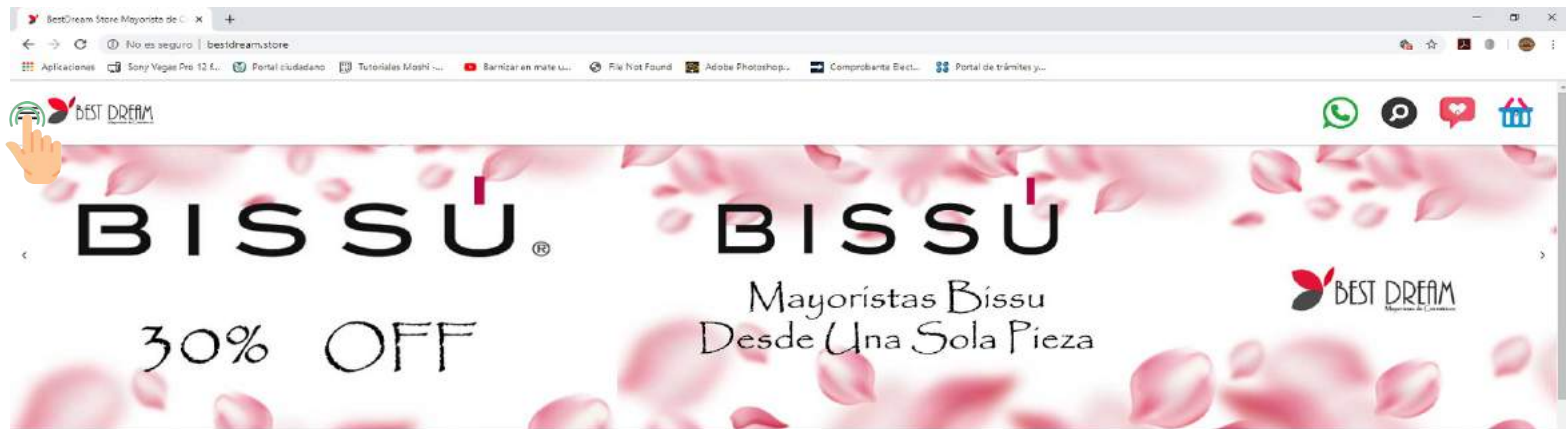 BestDream Store Mayorista de C
No es seguro | bestdream.store
Aplicaciones Sony Vegas Pro 12 f... Portal ciudadano Tutoriales Moshi -... Barnizar en mate u... File Not Found Adobe Photoshop... Comprobante Elect... Portal de trámites y...
BEST DREAM
BISSÚ®
30% OFF
BISSÚ
Mayoristas Bissu
Desde Una Sola Pieza
BEST DREAM